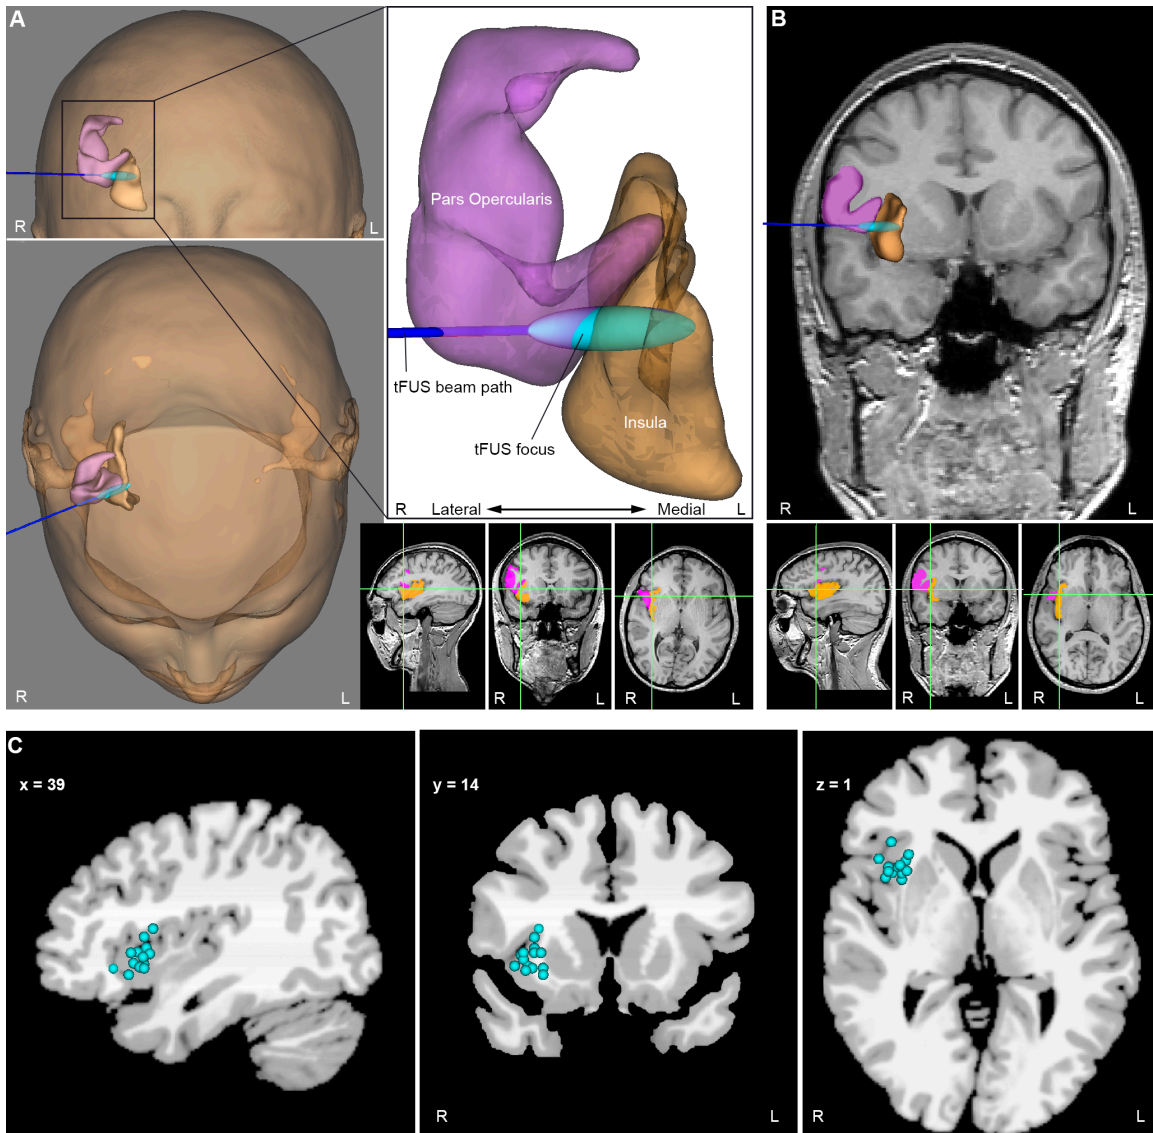 A
R
L
Pars Opercularis
tFUS beam path
Insula
tFUS focus
R Lateral Medial L
R
L
R
L
R
L
B
R
L
R
L
R
L
C
x = 39
y = 14
z = 1
R
L
R
L